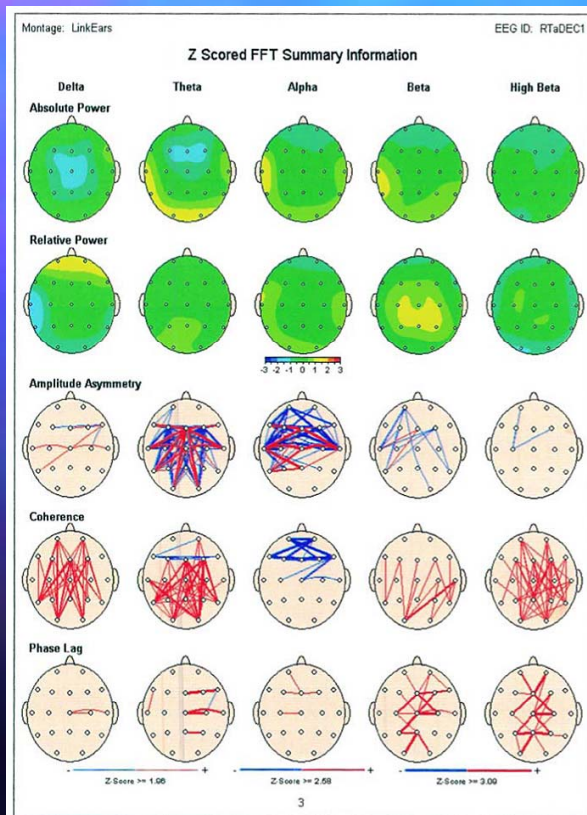 Montage: LinkEars EEG ID: RTaDEC1
Z Scored FFT Summary Information
Delta Theta Alpha Beta High Beta
Absolute Power
Relative Power
-3 -2 -1 0 1 2 3
Amplitude Asymmetry
Coherence
Phase Lag
- + - + - +
Z-Score >= 1.96 Z-Score >= 2.58 Z-Score >= 3.09
3